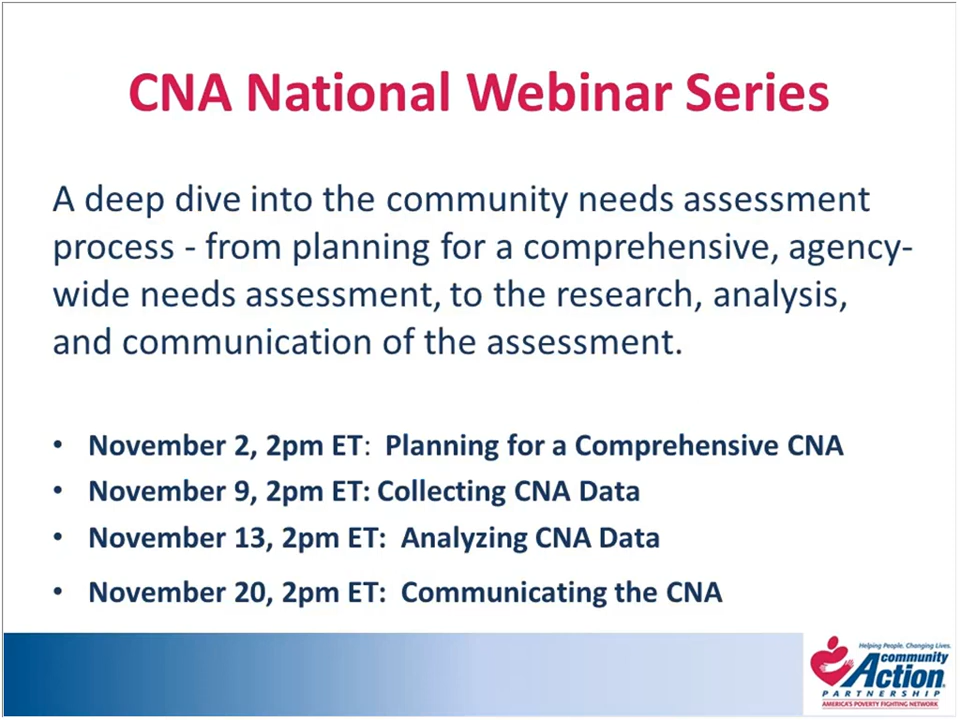 CNA National Webinar Series
A deep dive into the community needs assessment
process - from planning for a comprehensive, agency-
wide needs assessment, to the research, analysis,
and communication of the assessment.
• November 2, 2pm ET: Planning for a Comprehensive CNA
• November 9, 2pm ET: Collecting CNA Data
• November 13, 2pm ET: Analyzing CNA Data
• November 20, 2pm ET: Communicating the CNA
Helping People. Changing Lives.
community
Action
PARTNERSHIP
AMERICA'S POVERTY FIGHTING NETWORK